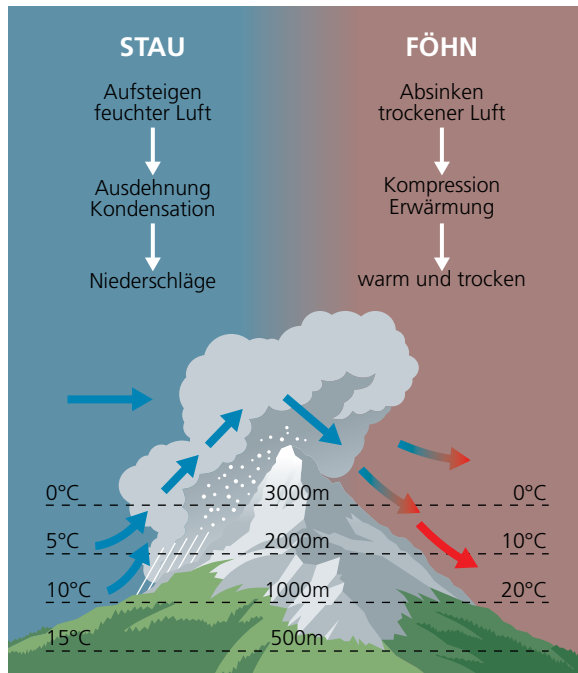 STAU
Aufsteigen
feuchter Luft
Ausdehnung
Kondensation
Niederschläge
FÖHN
Absinken
trockener Luft
Kompression
Erwärmung
warm und trocken
0°C 3000m 0°C
5°C 2000m 10°C
10°C 1000m 20°C
15°C 500m